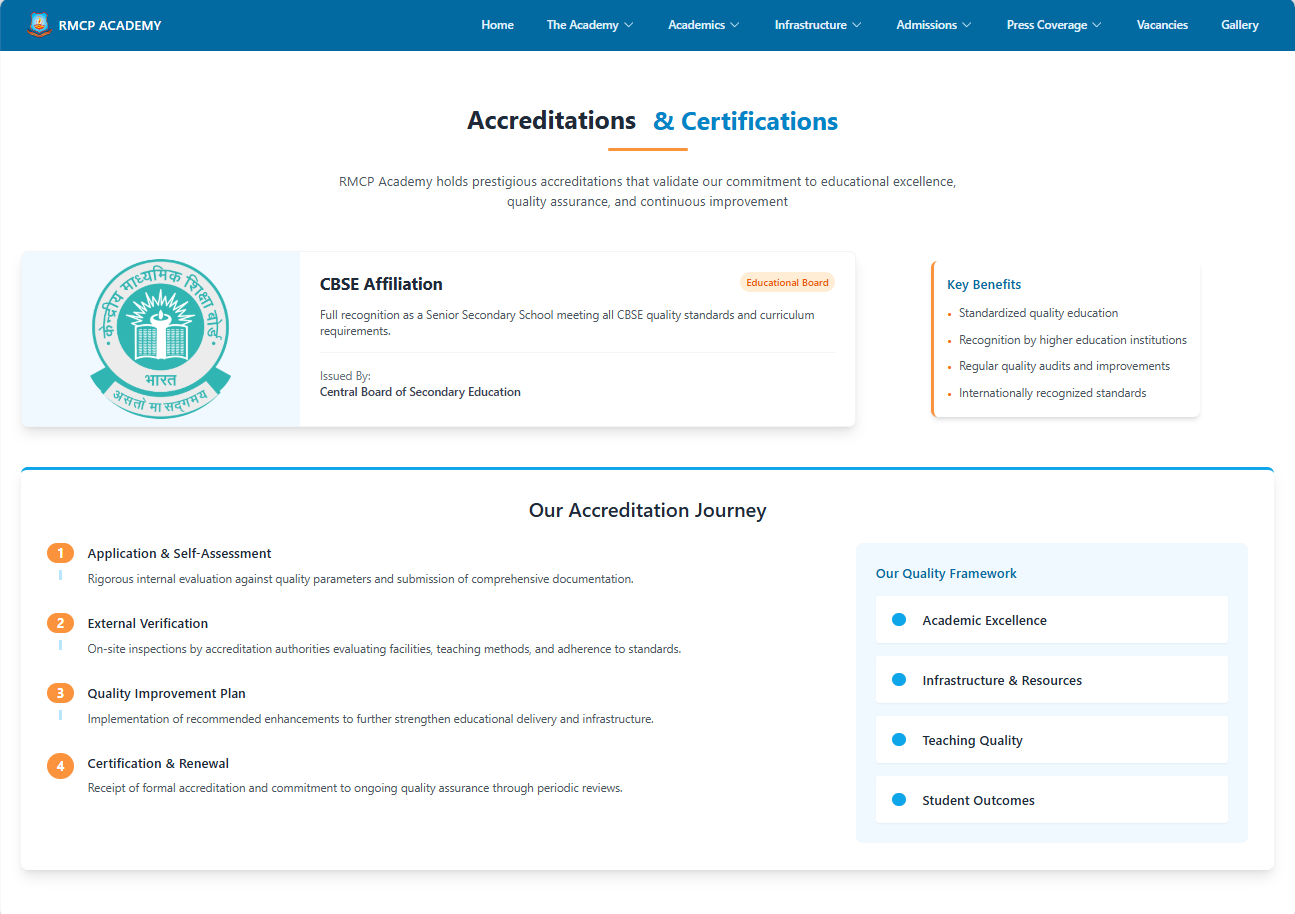 RMCP ACADEMY
Home
The Academy
Academics
Infrastructure
Admissions
Press Coverage
Vacancies
Gallery
Accreditations & Certifications
RMCP Academy holds prestigious accreditations that validate our commitment to educational excellence,
quality assurance, and continuous improvement
केन्द्रीय माध्यमिक शिक्षा बोर्ड
भारत
असतो मा सद्गमय
CBSE Affiliation
Educational Board
Full recognition as a Senior Secondary School meeting all CBSE quality standards and curriculum
requirements.
Issued By:
Central Board of Secondary Education
Key Benefits
Standardized quality education
Recognition by higher education institutions
Regular quality audits and improvements
Internationally recognized standards
Our Accreditation Journey
1
Application & Self-Assessment
Rigorous internal evaluation against quality parameters and submission of comprehensive documentation.
2
External Verification
On-site inspections by accreditation authorities evaluating facilities, teaching methods, and adherence to standards.
3
Quality Improvement Plan
Implementation of recommended enhancements to further strengthen educational delivery and infrastructure.
4
Certification & Renewal
Receipt of formal accreditation and commitment to ongoing quality assurance through periodic reviews.
Our Quality Framework
Academic Excellence
Infrastructure & Resources
Teaching Quality
Student Outcomes